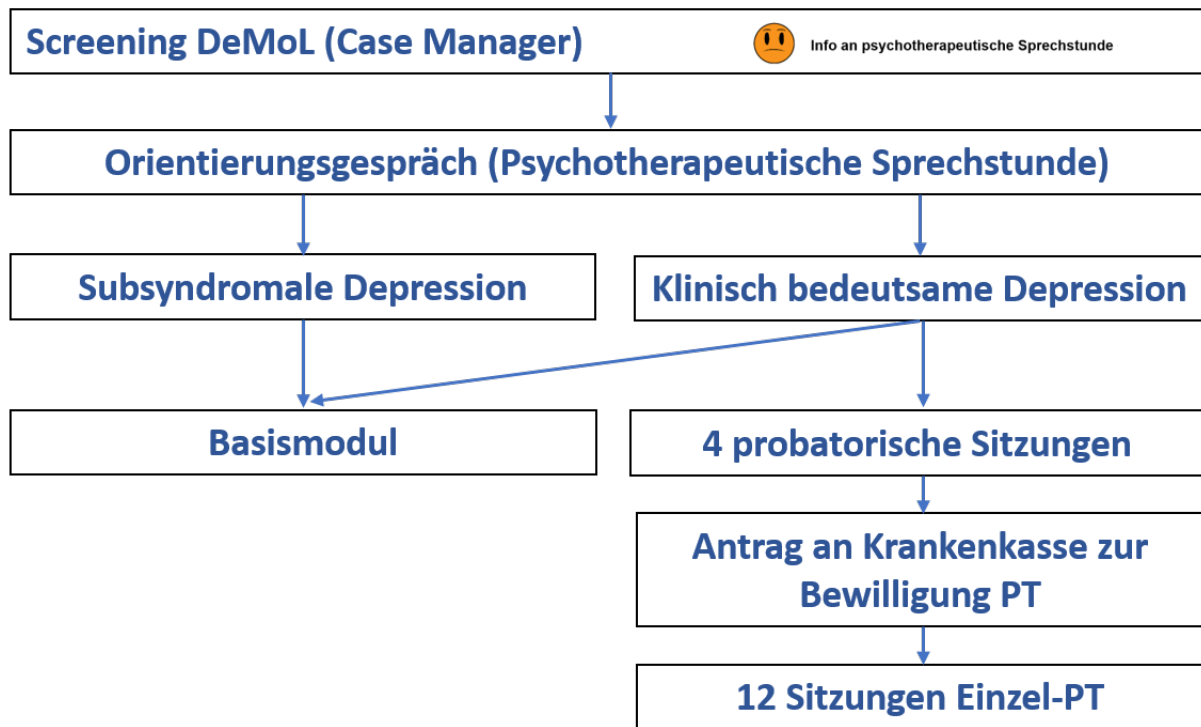 Screening DeMoL (Case Manager)
Info an psychotherapeutische Sprechstunde
Orientierungsgespräch (Psychotherapeutische Sprechstunde)
Subsyndromale Depression
Klinisch bedeutsame Depression
Basismodul
4 probatorische Sitzungen
Antrag an Krankenkasse zur
Bewilligung PT
12 Sitzungen Einzel-PT